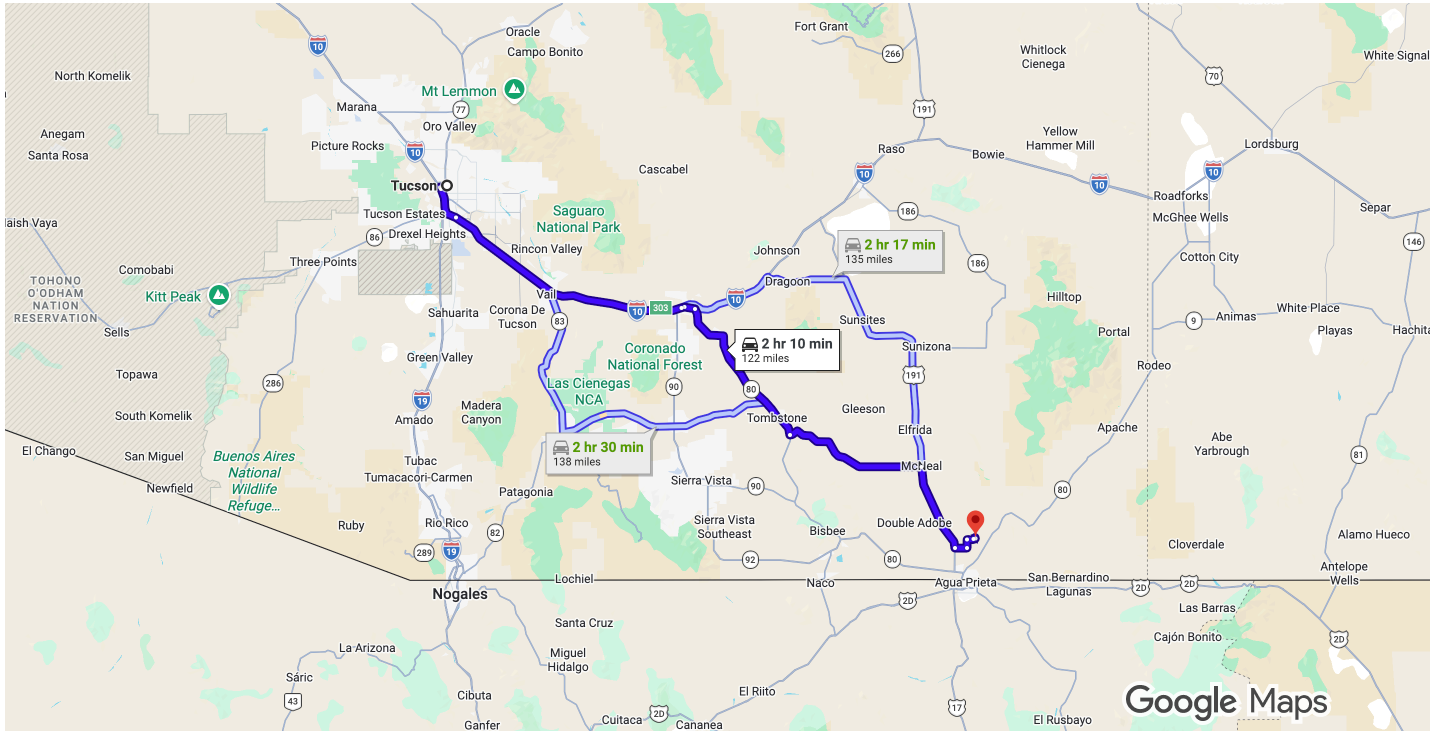 Oracle
Fort Grant
10
Campo Bonito
266
Whitlock
Cienega
White Signal
North Komelik
70
Mt Lemmon
Marana
77
191
Oro Valley
Anegam
Picture Rocks
10
Yellow
Hammer Mill
Lordsburg
Santa Rosa
Raso
Bowie
Cascabel
10
10
10
Tucson
Roadforks
Separ
Tucson Estates
186
McGhee Wells
laish Vaya
Saguaro
National Park
86
Drexel Heights
2 hr 17 min
135 miles
146
Rincon Valley
Johnson
Cotton City
Three Points
186
Comobabi
TOHONO
O'ODHAM
NATION
RESERVATION
Kitt Peak
Vail
Dragoon
Hilltop
10
303
10
Sahuarita
Corona De
Tucson
83
White Place
Sells
Sunsites
9
Animas
Portal
Playas
Hachita
2 hr 10 min
122 miles
Green Valley
Coronado
National Forest
Sunizona
Rodeo
Topawa
286
Las Cienegas
NCA
90
80
191
19
Madera
Canyon
South Komelik
Amado
Tombstone
Gleeson
Elfrida
Apache
El Chango
San Miguel
Buenos Aires
National
Wildlife
Refuge...
2 hr 30 min
138 miles
Abe
Yarbrough
81
Tubac
Tumacacori-Carmen
McNeal
Newfield
Sierra Vista
90
80
Patagonia
Ruby
Rio Rico
Sierra Vista
Southeast
Bisbee
Double Adobe
82
Alamo Hueco
289
19
92
80
Cloverdale
Lochiel
Naco
Agua Prieta
San Bernardino
Lagunas
2D
2D
Antelope
Wells
Nogales
2D
Las Barras
Santa Cruz
Cajón Bonito
2D
La Arizona
Miguel
Hidalgo
Sáric
43
Cibuta
El Riito
17
Google Maps
Ganfer
Cuitaca
2D
Cananea
El Rusbayo